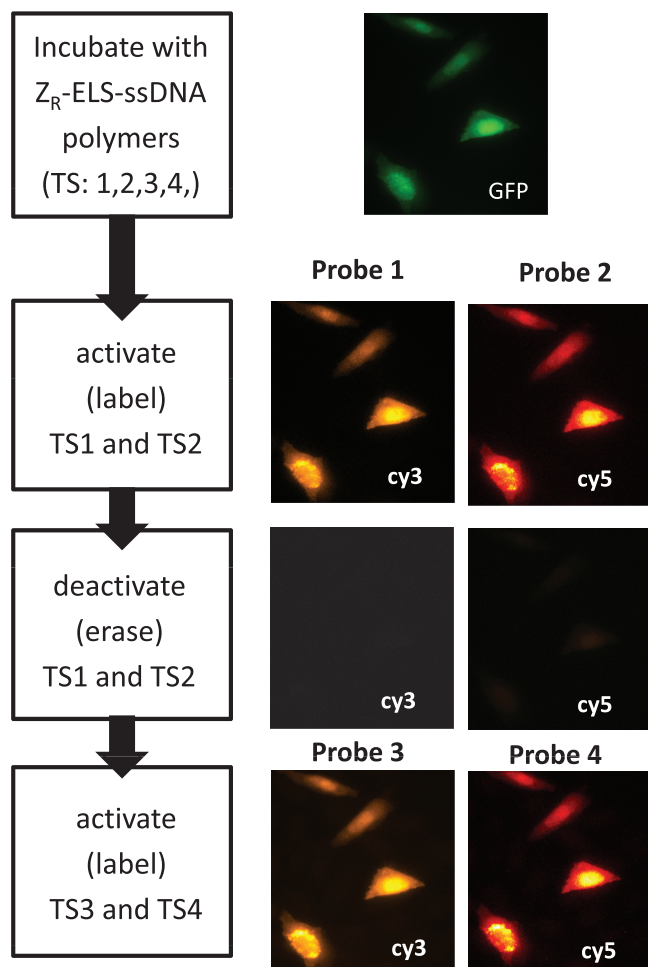 Incubate with
ZR-ELS-ssDNA
polymers
(TS: 1,2,3,4,)
GFP
Probe 1
Probe 2
activate
(label)
TS1 and TS2
cy3
cy5
deactivate
(erase)
TS1 and TS2
cy3
cy5
Probe 3
Probe 4
activate
(label)
TS3 and TS4
cy3
cy5